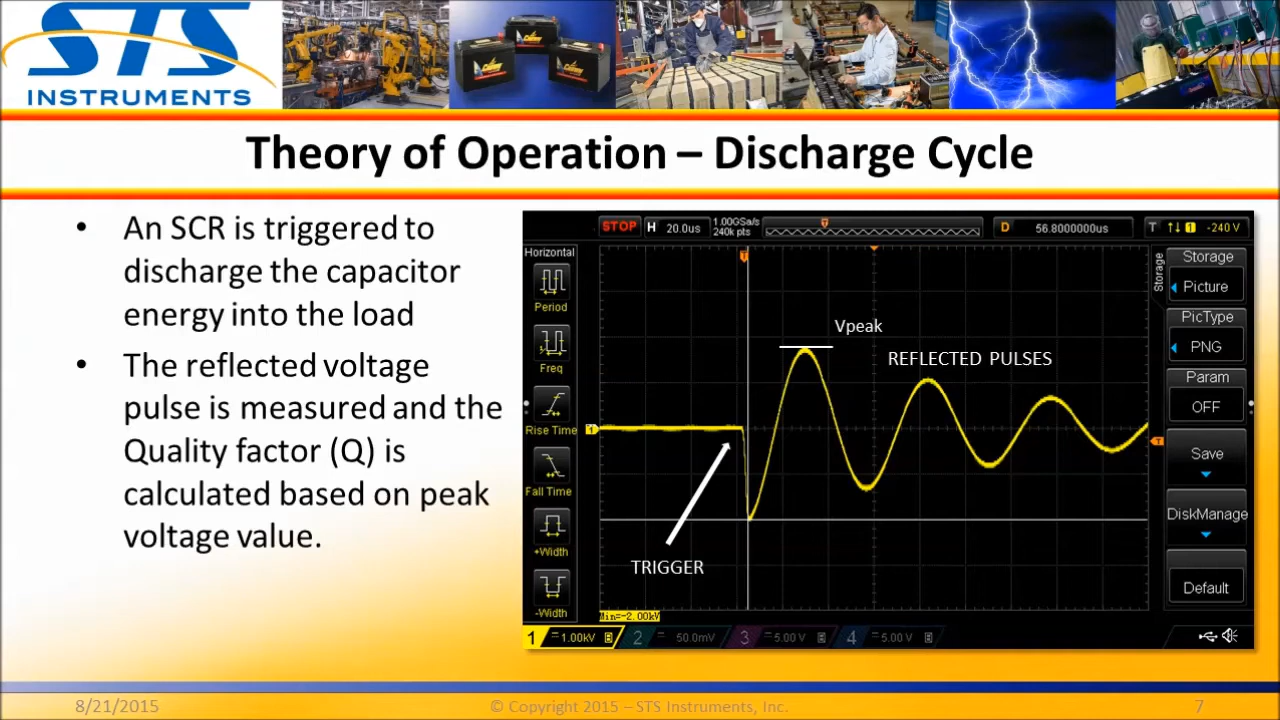 STS
INSTRUMENTS
Theory of Operation – Discharge Cycle
• An SCR is triggered to
discharge the capacitor
energy into the load
• The reflected voltage
pulse is measured and the
Quality factor (Q) is
calculated based on peak
voltage value.
STOP H 20.0us 1.00GSa/s
240k pts
T
D 56.8000000us T 1 -240 V
Horizontal
Period
Freq
Rise Time
Fall Time
+Width
-Width
T
1
Vpeak
REFLECTED PULSES
TRIGGER
T
Storage
Storage
Picture
PicType
PNG
Param
OFF
Save
DiskManage
Default
Min=-2.00kV
1 = 1.00kV B 2 = 50.0mV 3 = 5.00 V B 4 = 5.00 V B
8/21/2015
© Copyright 2015 – STS Instruments, Inc.
7